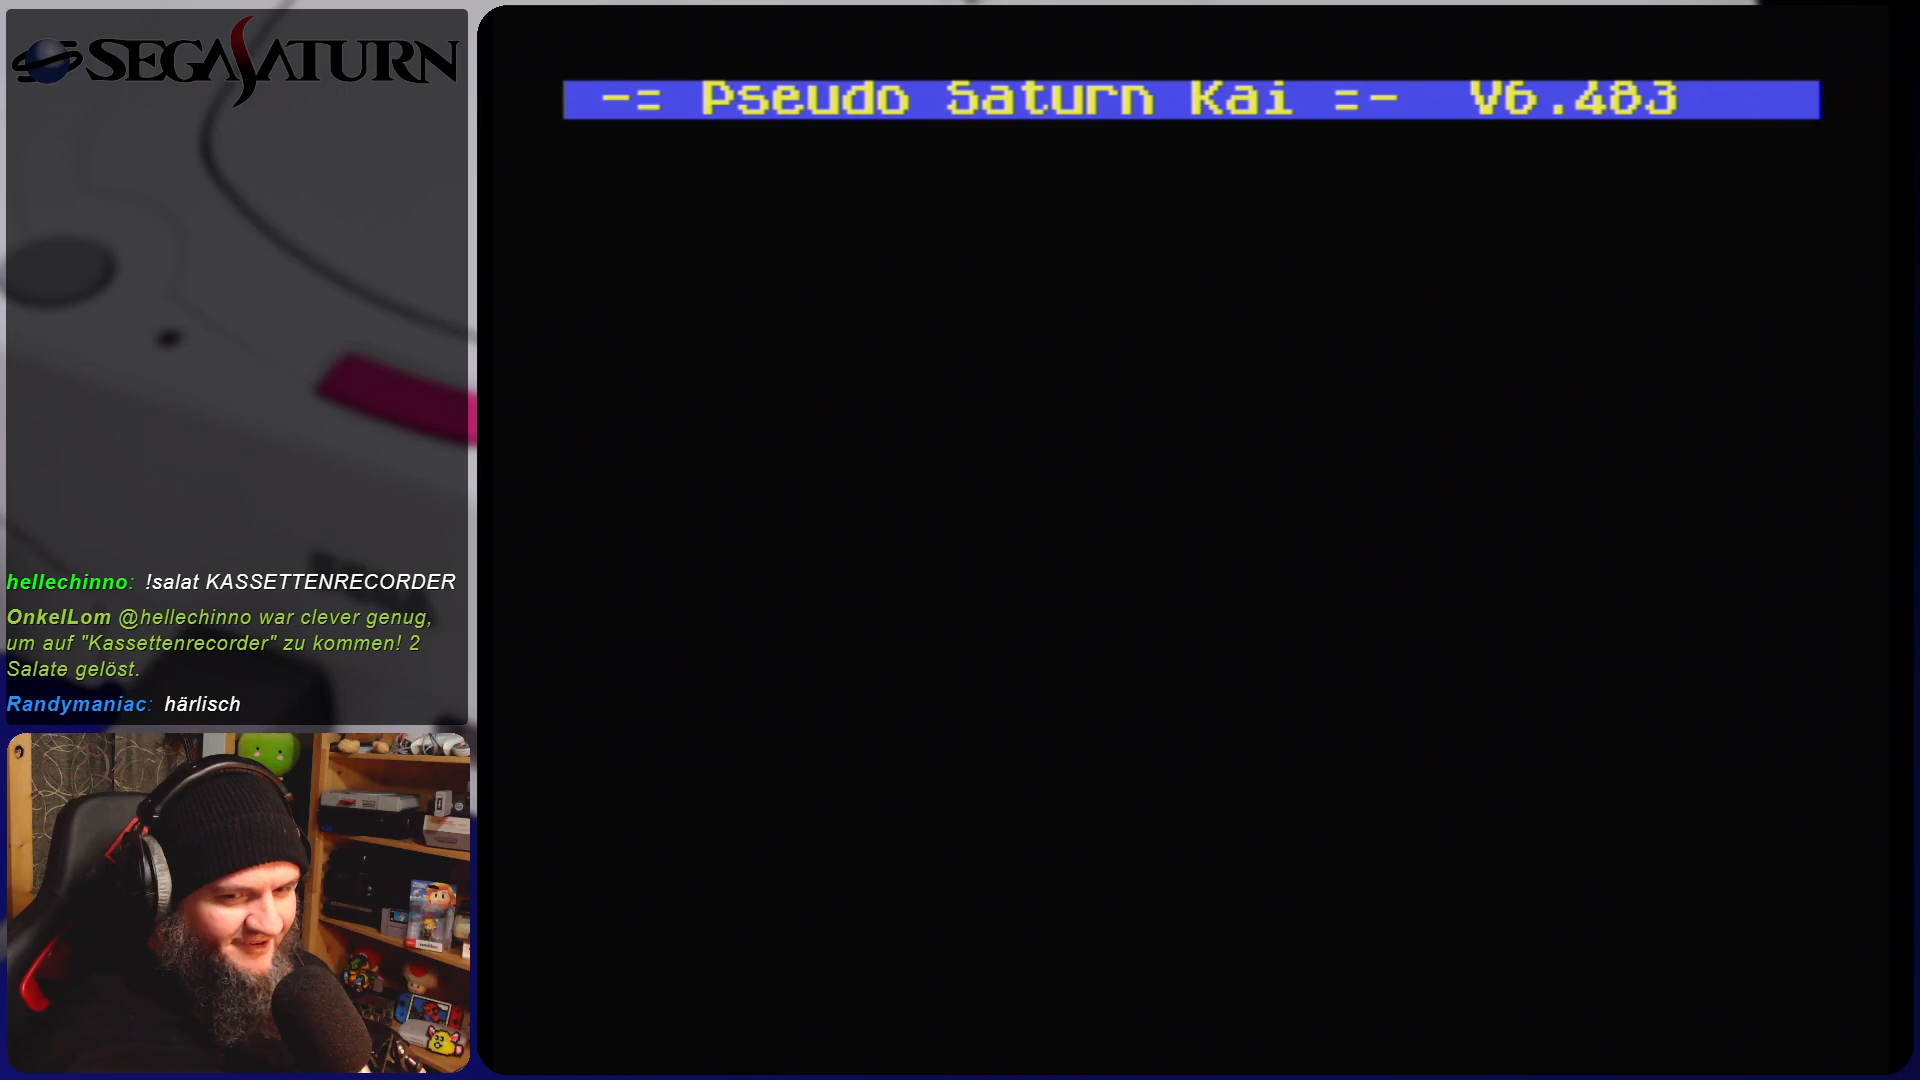 SEGA SATURN
-= Pseudo Saturn Kai =- V6.483
hellechinno: !salat KASSETTENRECORDER
OnkelLom @hellechinno war clever genug,
um auf "Kassettenrecorder" zu kommen! 2
Salate gelöst.
Randymaniac: härlisch